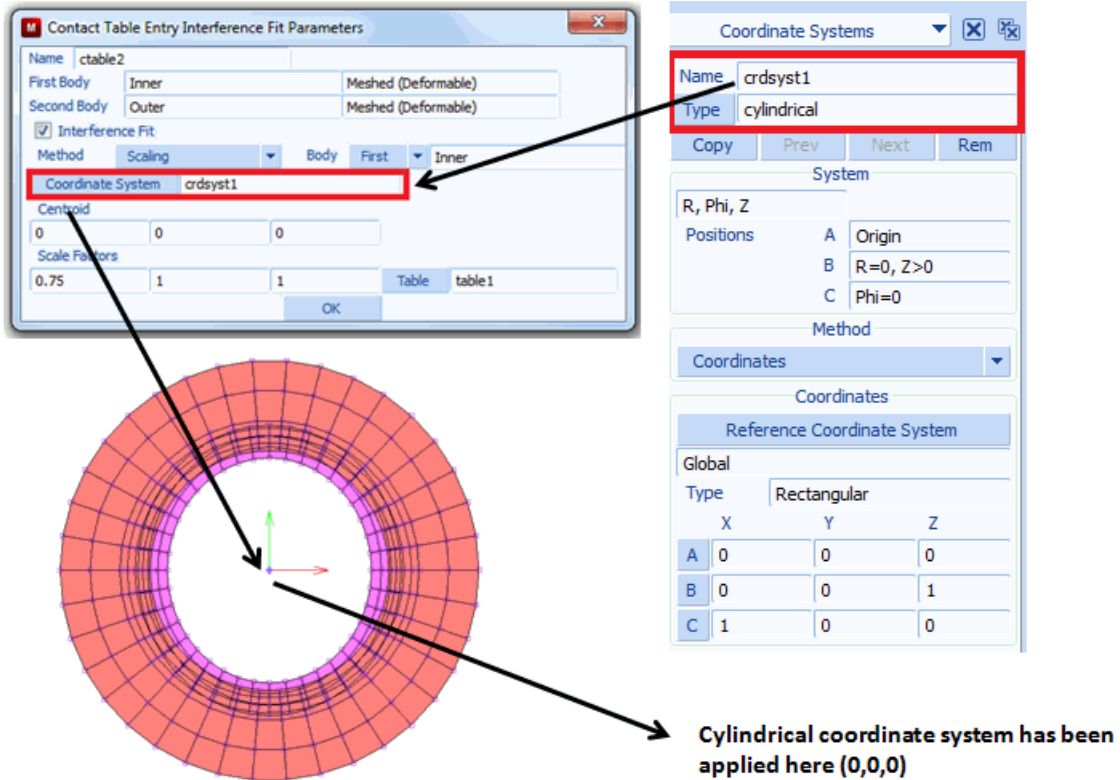 M Contact Table Entry Interference Fit Parameters
Name ctable2
First Body Inner Meshed (Deformable)
Second Body Outer Meshed (Deformable)
Interference Fit
Method Scaling Body First Inner
Coordinate System crdsyst1
Centroid
0 0 0
Scale Factors
0.75 1 1 Table table1
OK
Coordinate Systems
Name crdsyst1
Type cylindrical
Copy Prev Next Rem
System
R, Phi, Z
Positions A Origin
B R=0, Z>0
C Phi=0
Method
Coordinates
Coordinates
Reference Coordinate System
Global
Type Rectangular
X Y Z
A 0 0 0
B 0 0 1
C 1 0 0
Cylindrical coordinate system has been
applied here (0,0,0)